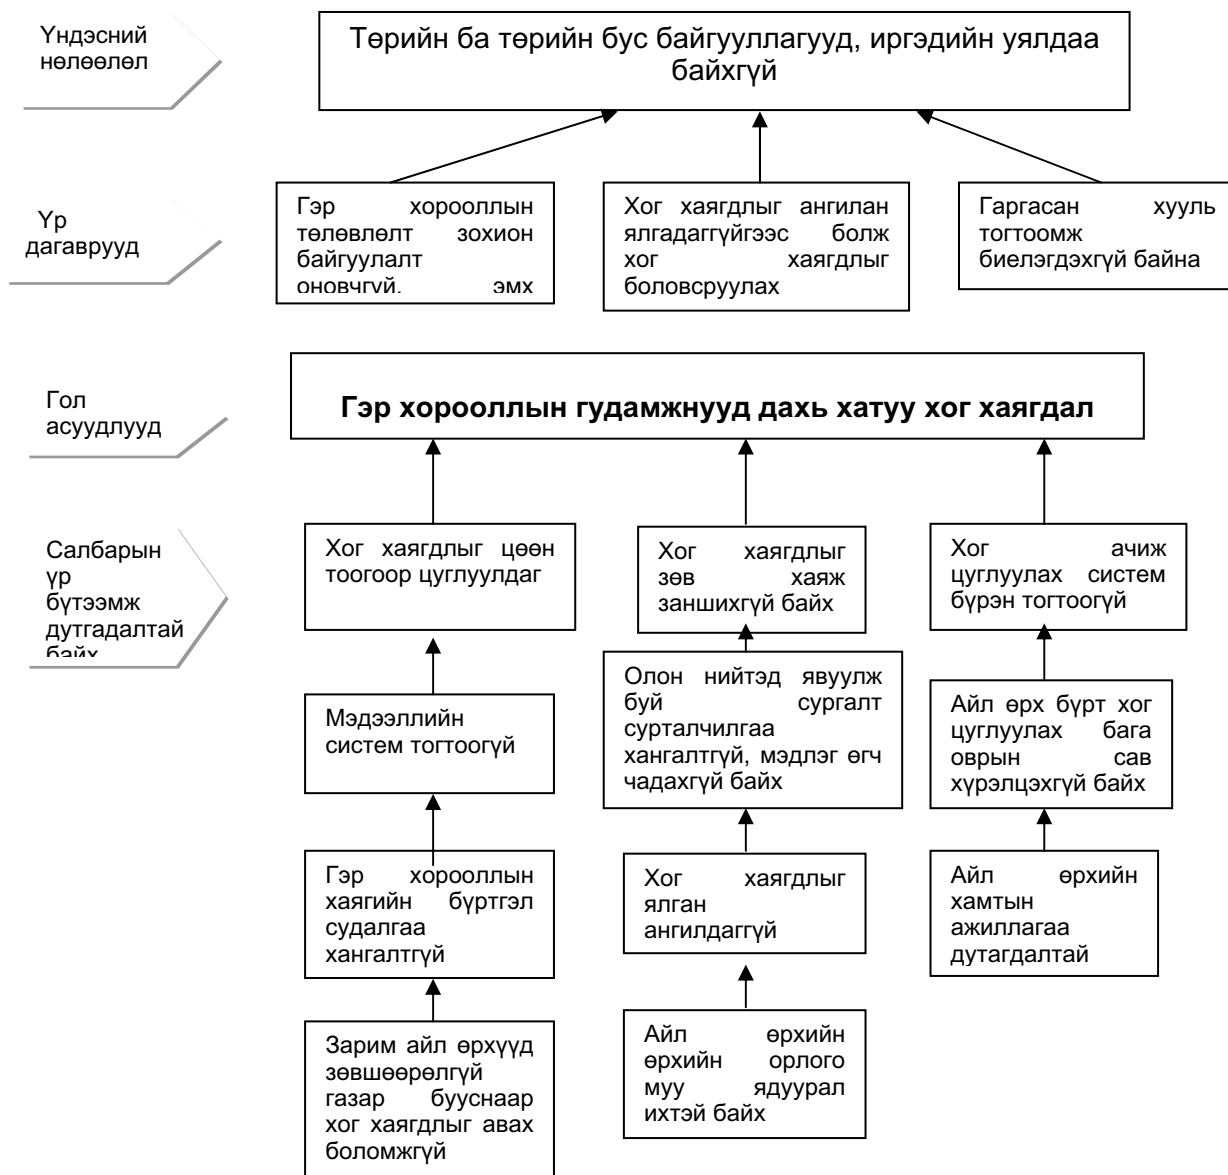 Үндэсний
нөлөөлөл
Төрийн ба төрийн бус байгууллагууд, иргэдийн уялдаа
байхгүй
Үр
дагаврууд
Гэр хорооллын
төлөвлөлт зохион
байгуулалт
оновчгүй, эмх
Хог хаягдлыг ангилан
ялгадаггүйгээс болж
хог хаягдлыг
боловсруулах
Гаргасан хууль
тогтоомж
биелэгдэхгүй байна
Гол
асуудлууд
Гэр хорооллын гудамжнууд дахь хатуу хог хаягдал
Салбарын
үр
бүтээмж
дутгадалтай
байх
Хог хаягдлыг цөөн
тоогоор цуглуулдаг
Хог хаягдлыг
зөв хаяж
заншихгүй байх
Хог ачиж
цуглуулах систем
бүрэн тогтоогүй
Мэдээллийн
систем тогтоогүй
Олон нийтэд явуулж
буй сургалт
сурталчилгаа
хангалтгүй, мэдлэг өгч
чадахгүй байх
Айл өрх бүрт хог
цуглуулах бага
оврын сав
хүрэлцэхгүй байх
Гэр хорооллын
хаягийн бүртгэл
судалгаа
хангалтгүй
Хог хаягдлыг
ялган
ангилдаггүй
Айл өрхийн
хамтын
ажиллагаа
дутагдалтай
Зарим айл өрхүүд
зөвшөөрөлгүй
газар бууснаар
хог хаягдлыг авах
боломжгүй
Айл өрхийн
өрхийн орлого
муу ядуурал
ихтэй байх